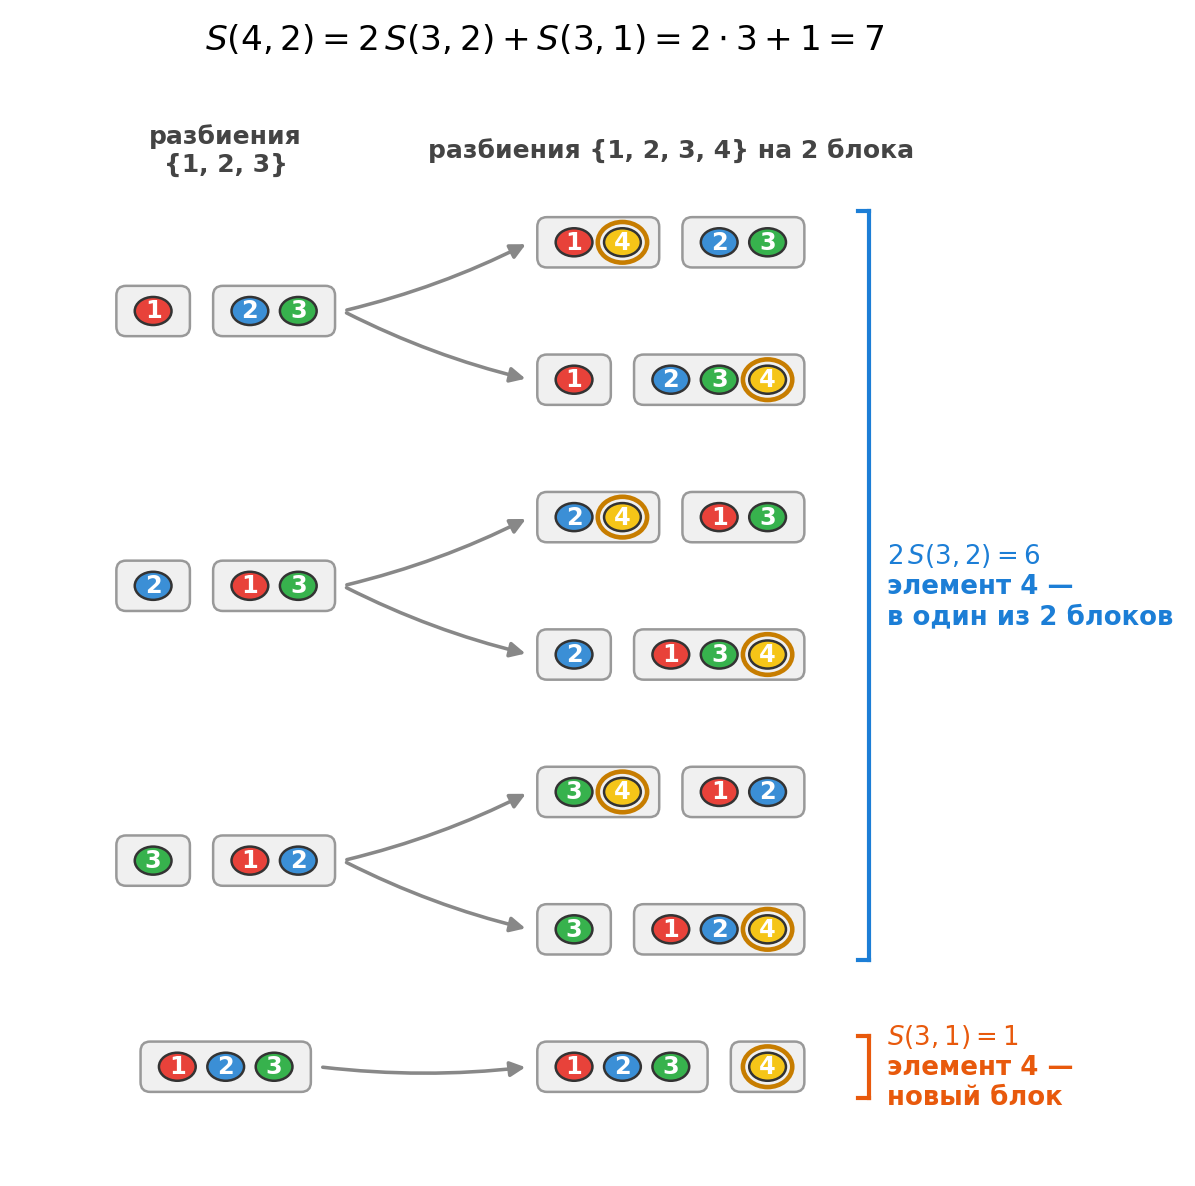 S(4, 2) = 2 S(3, 2) + S(3, 1) = 2 · 3 + 1 = 7
разбиения
{1, 2, 3}
разбиения {1, 2, 3, 4} на 2 блока
1 4 2 3
1 2 3
1 2 3 4
2 4 1 3
2 1 3
2 1 3 4
2 S(3, 2) = 6
элемент 4 —
в один из 2 блоков
3 4 1 2
3 1 2
3 1 2 4
1 2 3
1 2 3 4
S(3, 1) = 1
элемент 4 —
новый блок